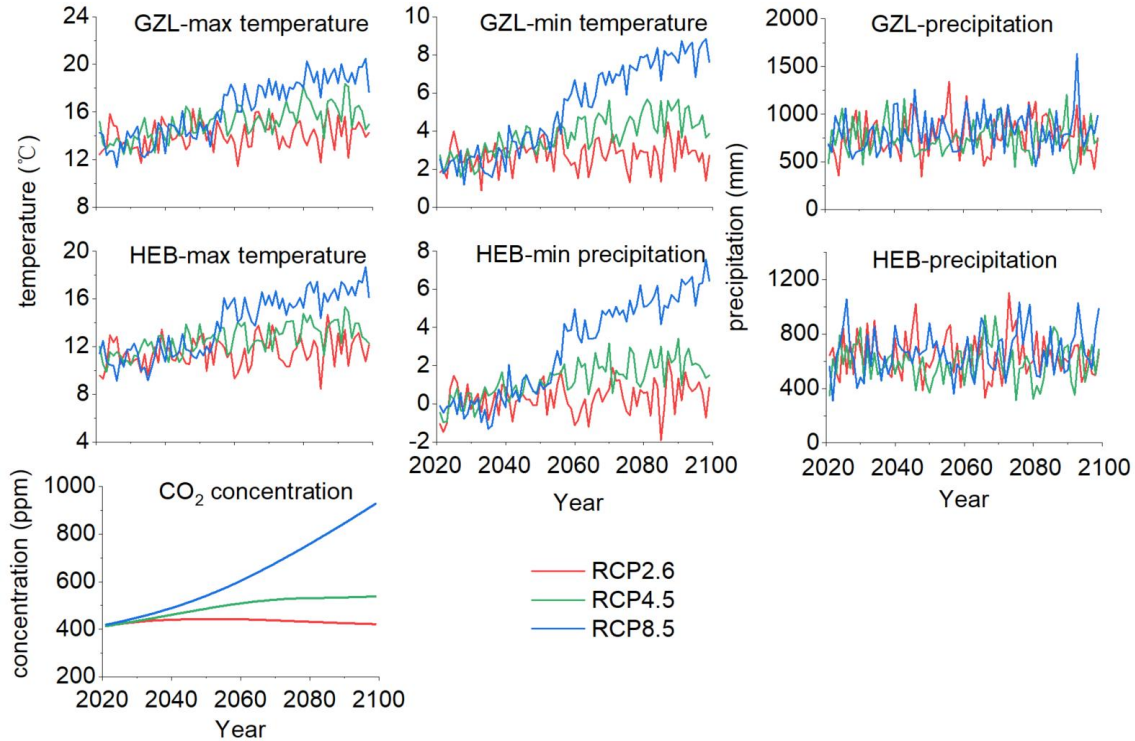 GZL-max temperature
GZL-min temperature
GZL-precipitation
20
16
12
8
10
8
6
4
2
0
2000
1500
1000
500
0
temperature (℃)
precipitation (mm)
HEB-max temperature
HEB-min precipitation
HEB-precipitation
20
16
12
8
4
8
6
4
2
0
-2
1200
800
400
0
2020 2040 2060 2080 2100
Year
2020 2040 2060 2080 2100
Year
CO₂ concentration
concentration (ppm)
1000
800
600
400
200
2020 2040 2060 2080 2100
Year
RCP2.6
RCP4.5
RCP8.5